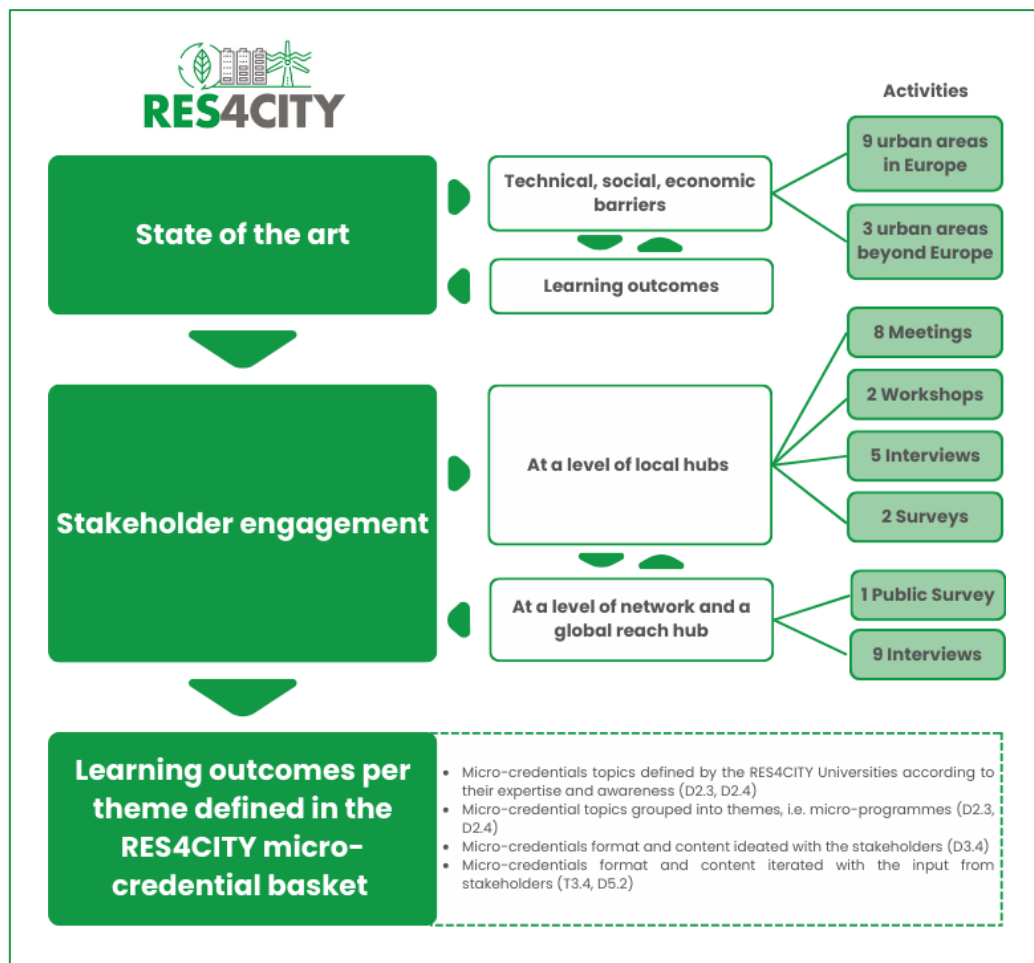 RES4CITY
Activities
State of the art
Technical, social, economic
barriers
Learning outcomes
9 urban areas
in Europe
3 urban areas
beyond Europe
Stakeholder engagement
At a level of local hubs
8 Meetings
2 Workshops
5 Interviews
2 Surveys
At a level of network and a
global reach hub
1 Public Survey
9 Interviews
Learning outcomes per
theme defined in the
RES4CITY micro-
credential basket
• Micro-credentials topics defined by the RES4CITY Universities according to
their expertise and awareness (D2.3, D2.4)
• Micro-credential topics grouped into themes, i.e. micro-programmes (D2.3,
D2.4)
• Micro-credentials format and content ideated with the stakeholders (D3.4)
• Micro-credentials format and content iterated with the input from
stakeholders (T3.4, D5.2)